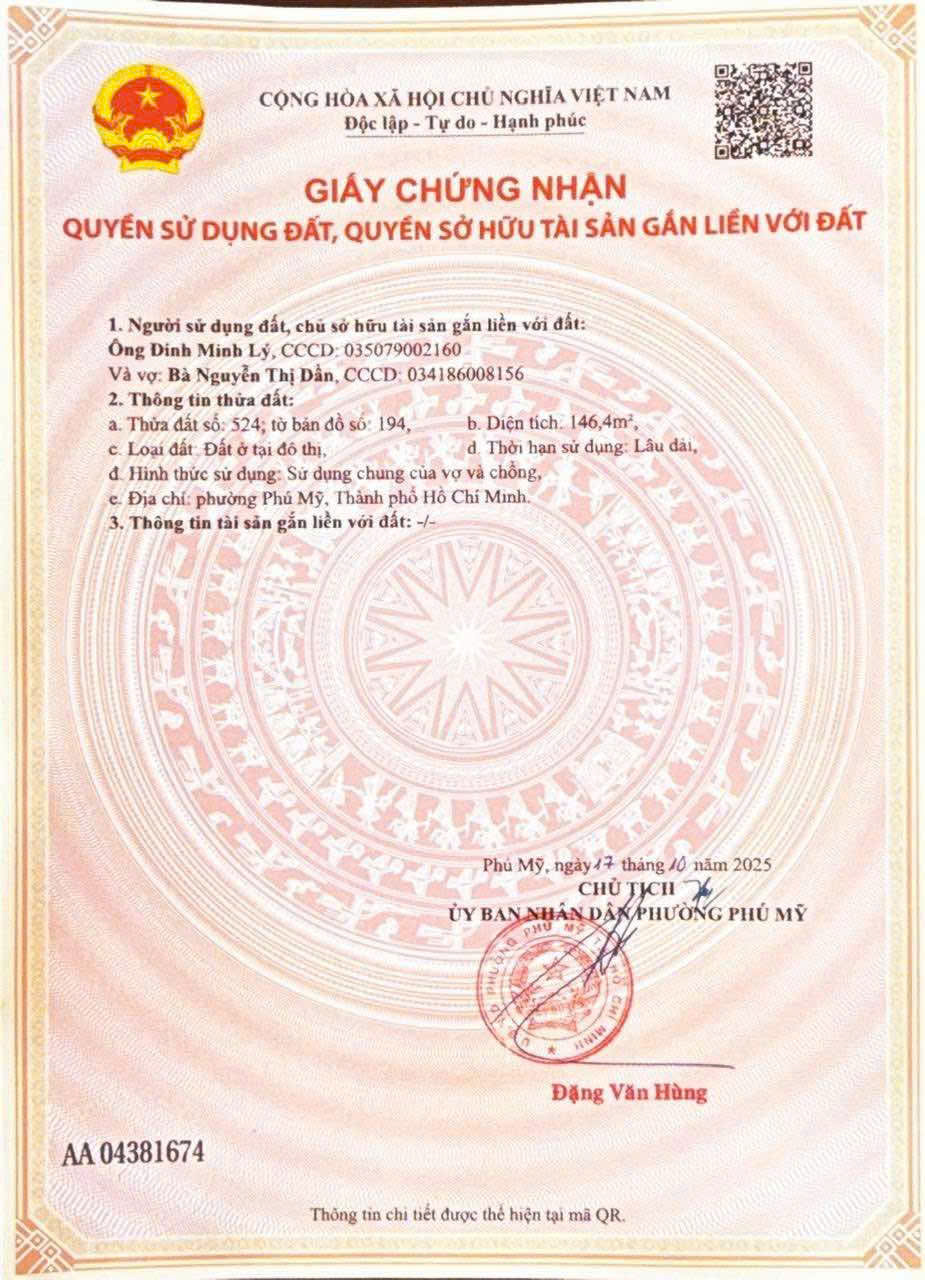 CỘNG HÒA XÃ HỘI CHỦ NGHĨA VIỆT NAM
Độc lập - Tự do - Hạnh phúc
GIẤY CHỨNG NHẬN
QUYỀN SỬ DỤNG ĐẤT, QUYỀN SỞ HỮU TÀI SẢN GẮN LIỀN VỚI ĐẤT
1. Người sử dụng đất, chủ sở hữu tài sản gắn liền với đất:
Ông Đinh Minh Lý, CCCD: 035079002160
Và vợ: Bà Nguyễn Thị Dần, CCCD: 034186008156
2. Thông tin thửa đất:
a. Thửa đất số: 524; tờ bản đồ số: 194, b. Diện tích: 146,4m²,
c. Loại đất: Đất ở tại đô thị, d. Thời hạn sử dụng: Lâu dài,
đ. Hình thức sử dụng: Sử dụng chung của vợ và chồng,
e. Địa chỉ: phường Phú Mỹ, Thành phố Hồ Chí Minh.
3. Thông tin tài sản gắn liền với đất: -/-
Phú Mỹ, ngày 17 tháng 10 năm 2025
CHỦ TỊCH
ỦY BAN NHÂN DÂN PHƯỜNG PHÚ MỸ
PHƯỜNG PHÚ MỸ T. HỒ CHÍ MINH
Đặng Văn Hùng
AA 04381674
Thông tin chi tiết được thể hiện tại mã QR.